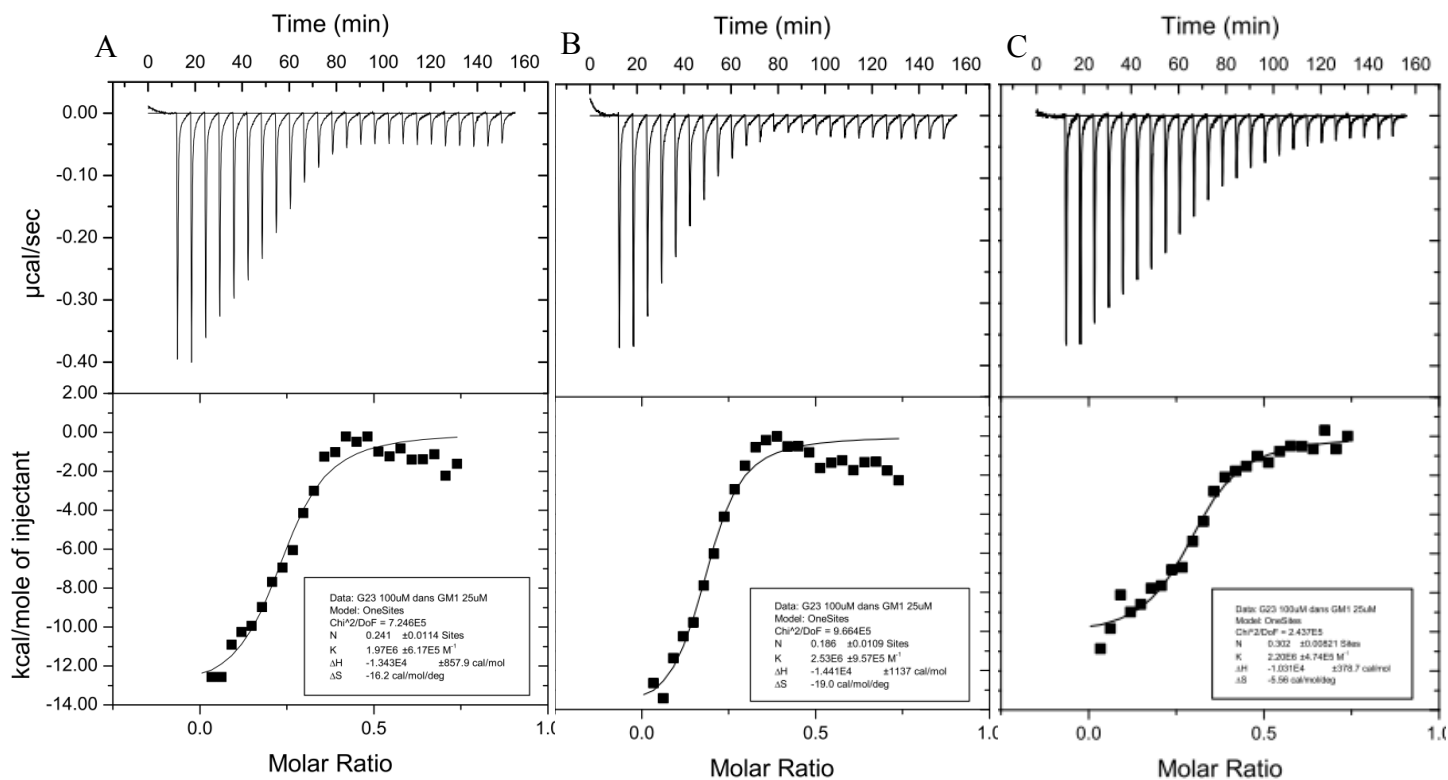 A
Time (min)
0 20 40 60 80 100 120 140 160
0.00
-0.10
-0.20
-0.30
-0.40
µcal/sec
2.00
0.00
-2.00
-4.00
-6.00
-8.00
-10.00
-12.00
-14.00
kcal/mole of injectant
Data: G23 100uM dans GM1 25uM
Model: OneSites
Chi^2/DoF = 7.246E5
N 0.241 ±0.0114 Sites
K 1.97E6 ±6.17E5 M⁻¹
ΔH -1.343E4 ±857.9 cal/mol
ΔS -16.2 cal/mol/deg
0.0 0.5 1.0
Molar Ratio
B
Time (min)
0 20 40 60 80 100 120 140 160
Data: G23 100uM dans GM1 25uM
Model: OneSites
Chi^2/DoF = 9.664E5
N 0.186 ±0.0109 Sites
K 2.53E6 ±9.57E5 M⁻¹
ΔH -1.441E4 ±1137 cal/mol
ΔS -19.0 cal/mol/deg
0.0 0.5 1.0
Molar Ratio
C
Time (min)
0 20 40 60 80 100 120 140 160
Data: G23 100uM dans GM1 25uM
Model: OneSites
Chi^2/DoF = 2.437E5
N 0.302 ±0.00821 Sites
K 2.20E6 ±4.74E5 M⁻¹
ΔH -1.031E4 ±378.7 cal/mol
ΔS -5.56 cal/mol/deg
0.0 0.5 1.0
Molar Ratio